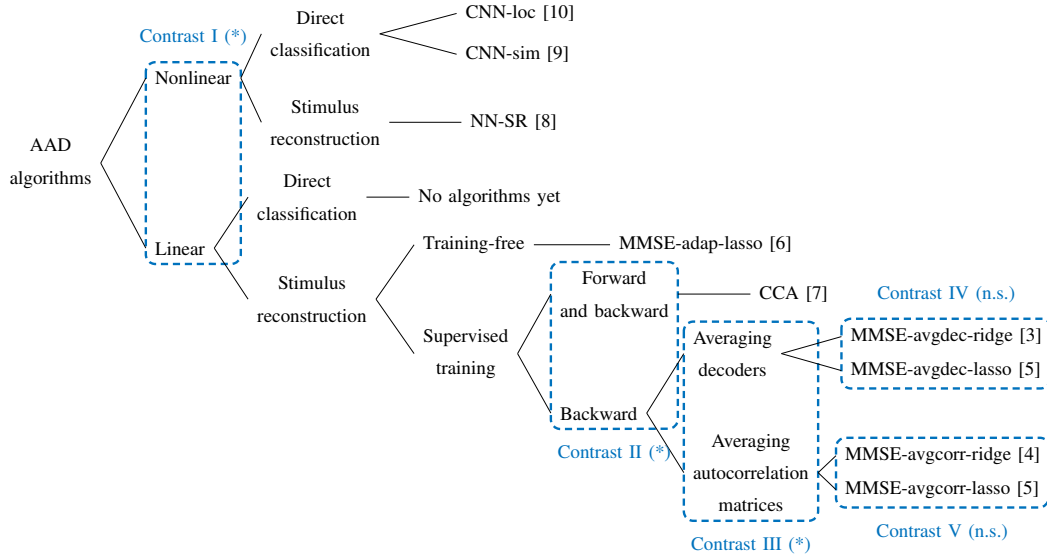 Contrast I (*)
Direct
classification
CNN-loc [10]
CNN-sim [9]
Nonlinear
Stimulus
reconstruction
NN-SR [8]
AAD
algorithms
Direct
classification
No algorithms yet
Linear
Stimulus
reconstruction
Training-free
MMSE-adap-lasso [6]
Forward
and backward
CCA [7]
Contrast IV (n.s.)
Supervised
training
Averaging
decoders
MMSE-avgdec-ridge [3]
MMSE-avgdec-lasso [5]
Backward
Contrast II (*)
Averaging
autocorrelation
matrices
MMSE-avgcorr-ridge [4]
MMSE-avgcorr-lasso [5]
Contrast III (*)
Contrast V (n.s.)